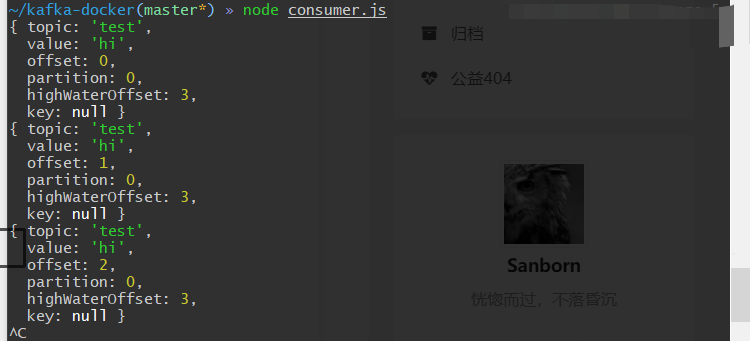 ~/kafka-docker(master*) » node consumer.js
{ topic: 'test',
value: 'hi',
offset: 0,
partition: 0,
highWaterOffset: 3,
key: null }
{ topic: 'test',
value: 'hi',
offset: 1,
partition: 0,
highWaterOffset: 3,
key: null }
{ topic: 'test',
value: 'hi',
offset: 2,
partition: 0,
highWaterOffset: 3,
key: null }
^C
归档
公益404
Sanborn
恍惚而过，不落昏沉